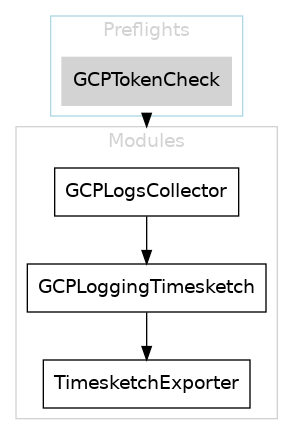 Preflights
GCPTokenCheck
Modules
GCPLogsCollector
GCPLoggingTimesketch
TimesketchExporter